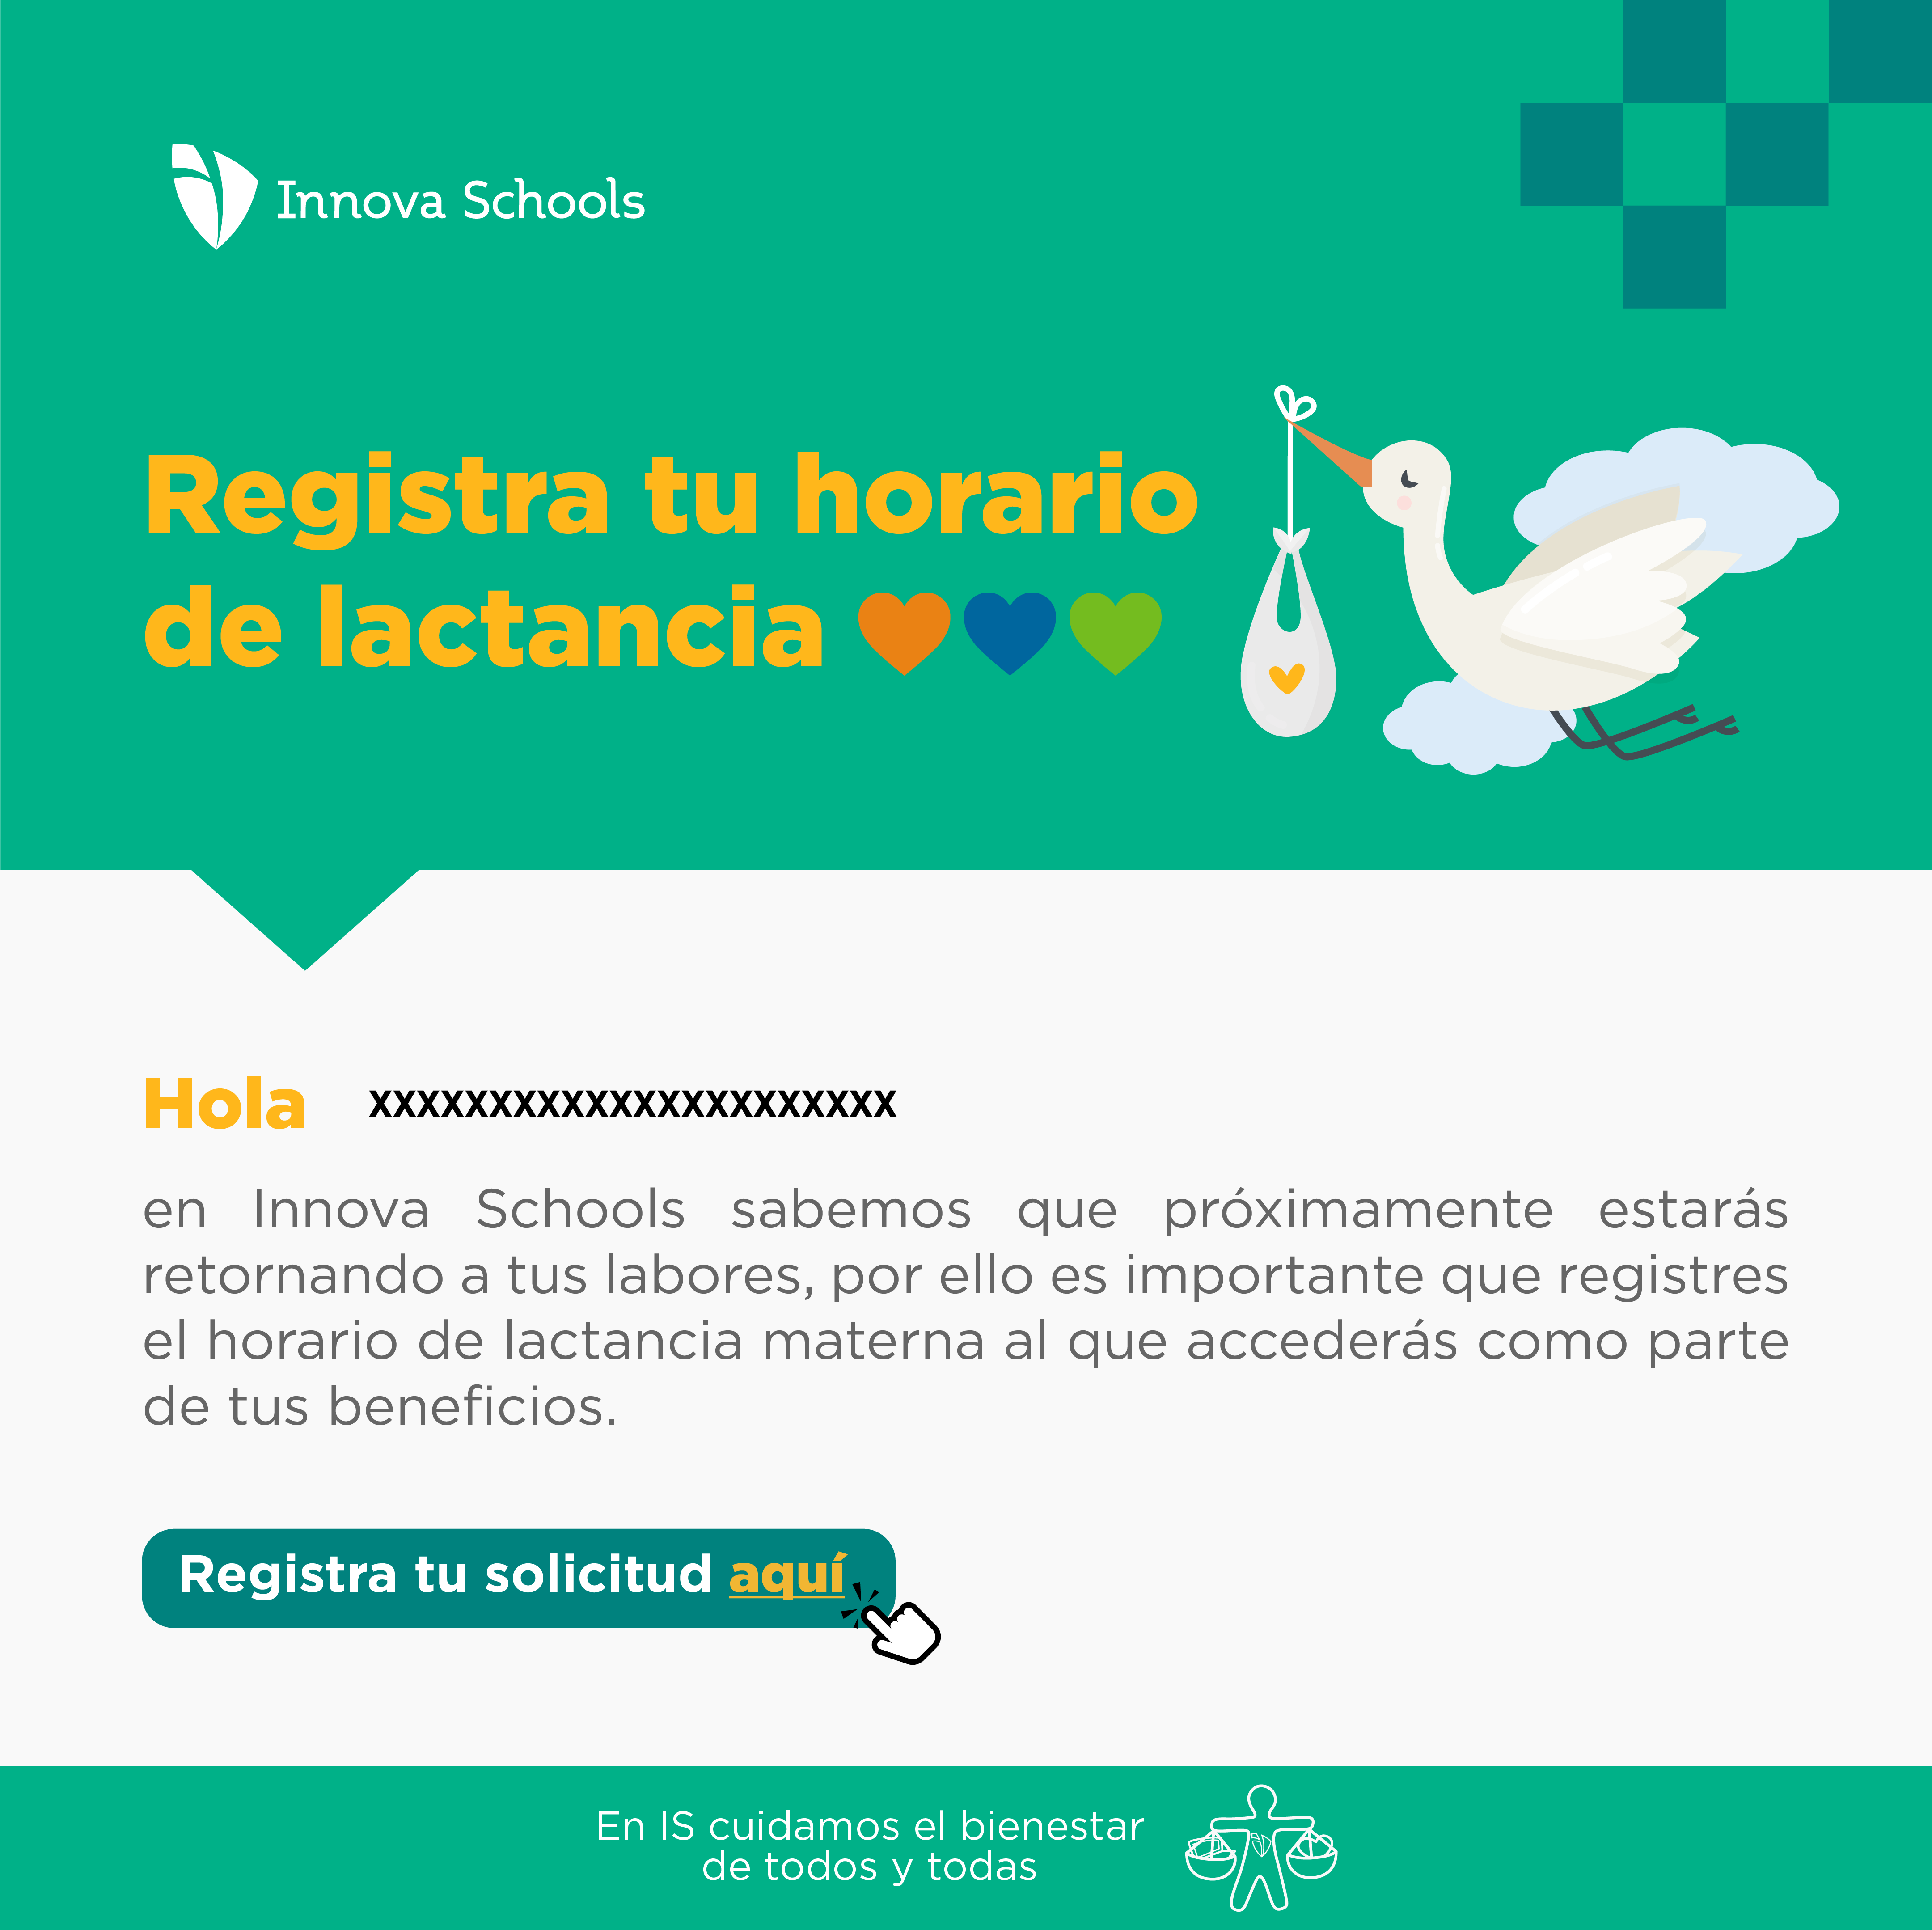 Innova Schools
Registra tu horario
de lactancia
Hola xxxxxxxxxxxxxxxxxxxxxx
en Innova Schools sabemos que próximamente estarás
retornando a tus labores, por ello es importante que registres
el horario de lactancia materna al que accederás como parte
de tus beneficios.
Registra tu solicitud aquí
En IS cuidamos el bienestar
de todos y todas